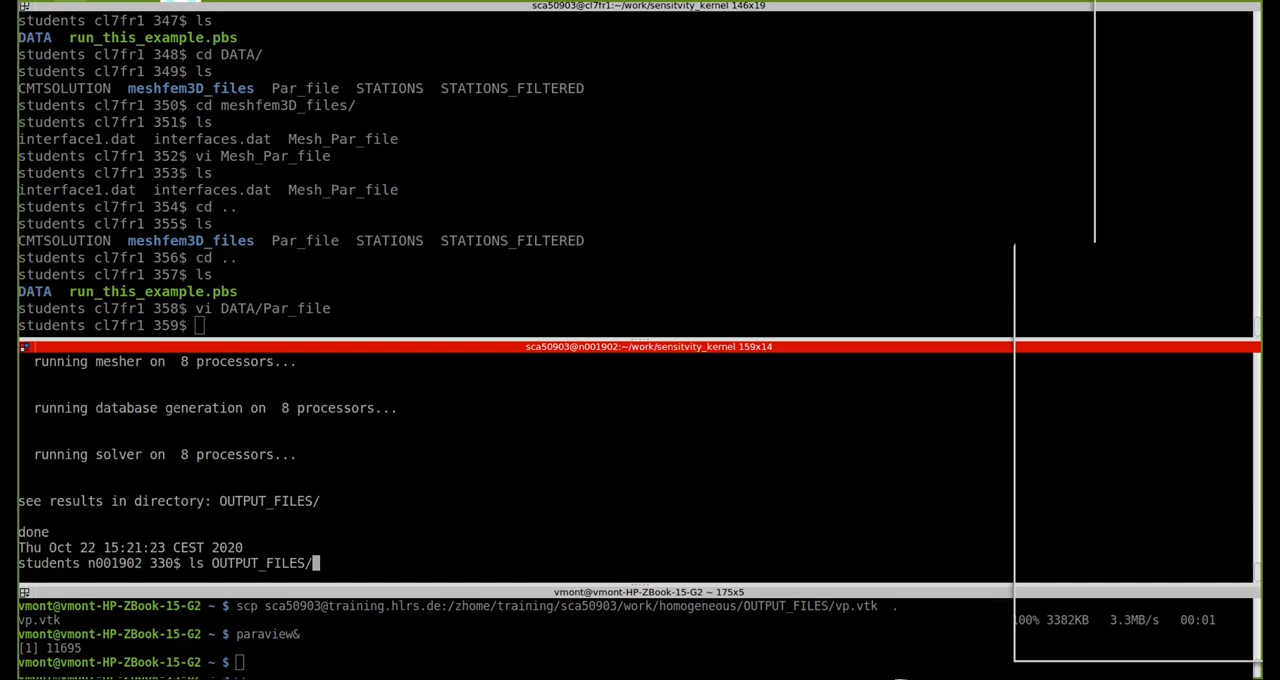 sca50903@cl7fr1:~/work/sensitvity_kernel 146x19
students cl7fr1 347$ ls
DATA  run_this_example.pbs
students cl7fr1 348$ cd DATA/
students cl7fr1 349$ ls
CMTSOLUTION  meshfem3D_files  Par_file  STATIONS  STATIONS_FILTERED
students cl7fr1 350$ cd meshfem3D_files/
students cl7fr1 351$ ls
interface1.dat  interfaces.dat  Mesh_Par_file
students cl7fr1 352$ vi Mesh_Par_file
students cl7fr1 353$ ls
interface1.dat  interfaces.dat  Mesh_Par_file
students cl7fr1 354$ cd ..
students cl7fr1 355$ ls
CMTSOLUTION  meshfem3D_files  Par_file  STATIONS  STATIONS_FILTERED
students cl7fr1 356$ cd ..
students cl7fr1 357$ ls
DATA  run_this_example.pbs
students cl7fr1 358$ vi DATA/Par_file
students cl7fr1 359$
sca50903@n001902:~/work/sensitvity_kernel 159x14
running mesher on  8 processors...
running database generation on  8 processors...
running solver on  8 processors...
see results in directory: OUTPUT_FILES/
done
Thu Oct 22 15:21:23 CEST 2020
students n001902 330$ ls OUTPUT_FILES/
vmont@vmont-HP-ZBook-15-G2 ~ 175x5
vmont@vmont-HP-ZBook-15-G2 ~ $ scp sca50903@training.hlrs.de:/zhome/training/sca50903/work/homogeneous/OUTPUT_FILES/vp.vtk  .
vp.vtk 100% 3382KB 3.3MB/s 00:01
vmont@vmont-HP-ZBook-15-G2 ~ $ paraview&
[1] 11695
vmont@vmont-HP-ZBook-15-G2 ~ $